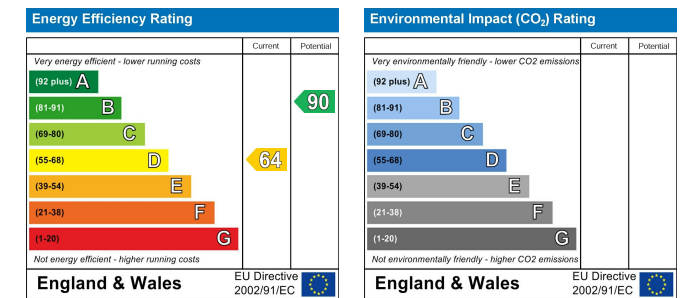 Energy Efficiency Rating
Current Potential
Very energy efficient - lower running costs
(92 plus) A
(81-91) B
90
(69-80) C
(55-68) D
64
(39-54) E
(21-38) F
(1-20) G
Not energy efficient - higher running costs
England & Wales
EU Directive
2002/91/EC
Environmental Impact (CO2) Rating
Current Potential
Very environmentally friendly - lower CO2 emissions
(92 plus) A
(81-91) B
(69-80) C
(55-68) D
(39-54) E
(21-38) F
(1-20) G
Not environmentally friendly - higher CO2 emissions
England & Wales
EU Directive
2002/91/EC